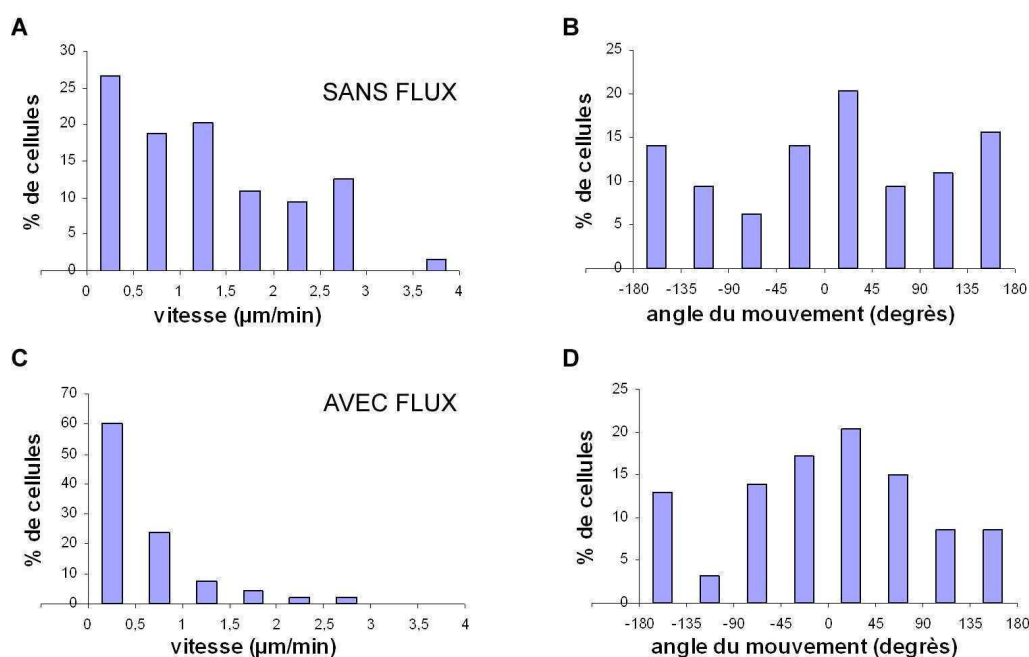 A
30
25
20
15
10
5
0
% de cellules
SANS FLUX
0 0,5 1 1,5 2 2,5 3 3,5 4
vitesse (µm/min)
B
25
20
15
10
5
0
% de cellules
-180 -135 -90 -45 0 45 90 135 180
angle du mouvement (degrès)
C
70
60
50
40
30
20
10
0
% de cellules
AVEC FLUX
0 0,5 1 1,5 2 2,5 3 3,5 4
vitesse (µm/min)
D
25
20
15
10
5
0
% de cellules
-180 -135 -90 -45 0 45 90 135 180
angle du mouvement (degrès)